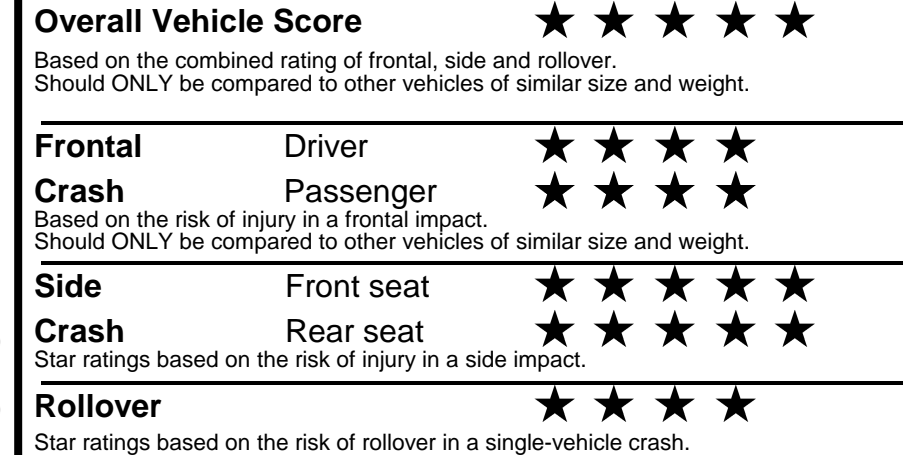 Overall Vehicle Score ★ ★ ★ ★ ★
Based on the combined rating of frontal, side and rollover.
Should ONLY be compared to other vehicles of similar size and weight.
Frontal Driver ★ ★ ★ ★
Crash Passenger ★ ★ ★ ★
Based on the risk of injury in a frontal impact.
Should ONLY be compared to other vehicles of similar size and weight.
Side Front seat ★ ★ ★ ★ ★
Crash Rear seat ★ ★ ★ ★ ★
Star ratings based on the risk of injury in a side impact.
Rollover ★ ★ ★ ★
Star ratings based on the risk of rollover in a single-vehicle crash.